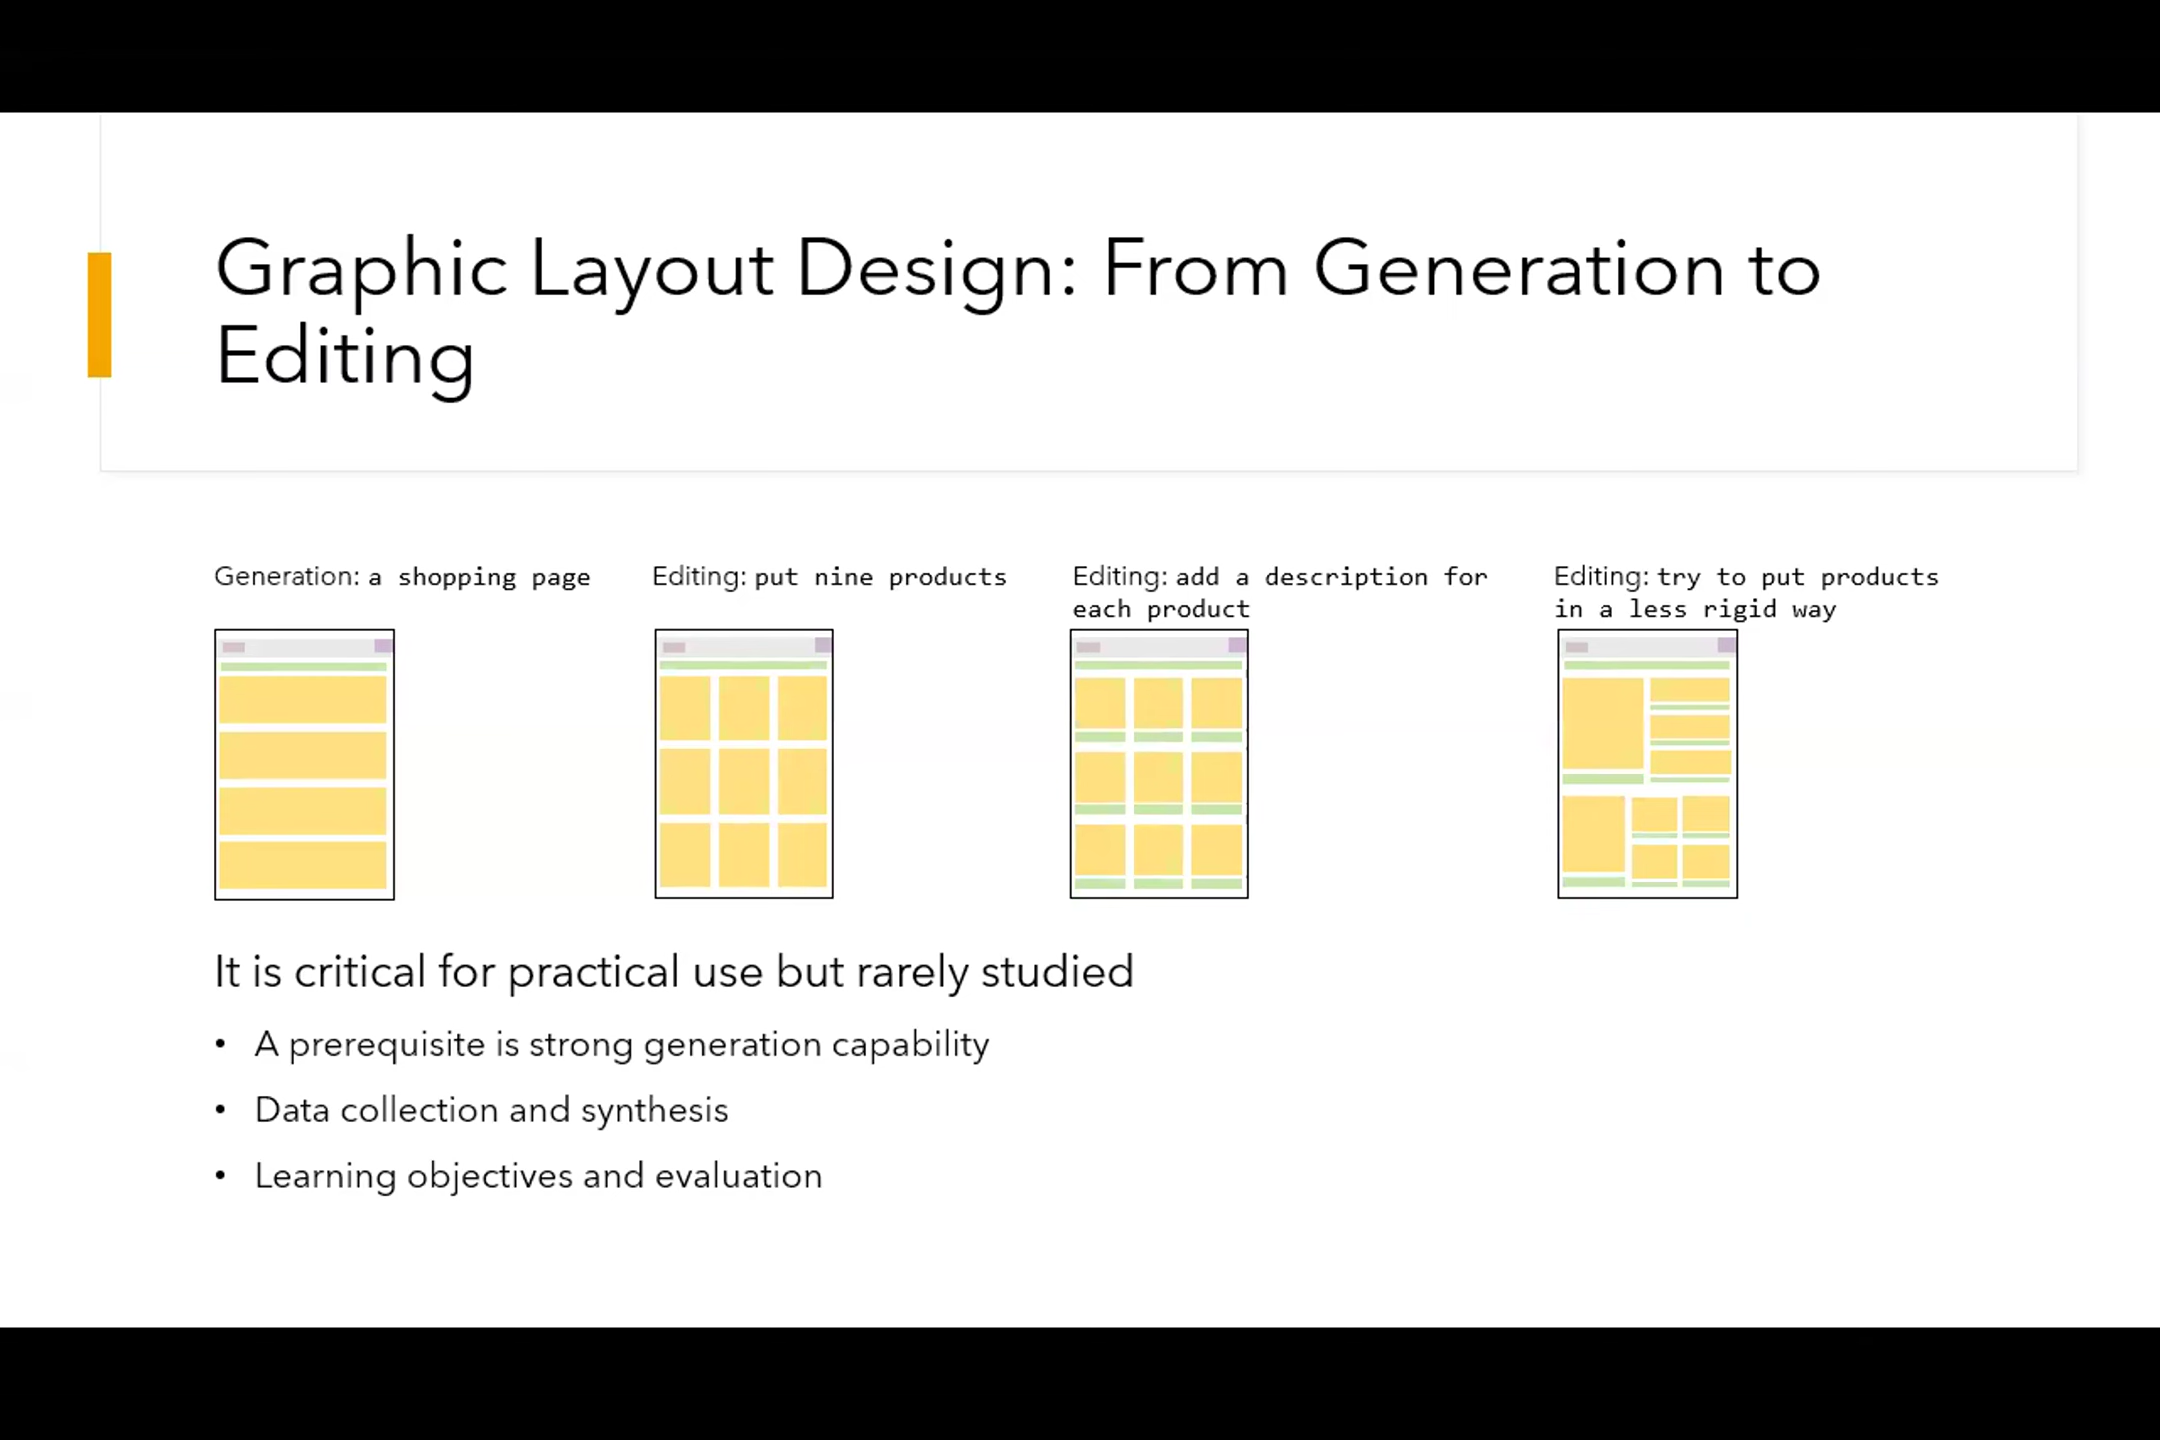 Graphic Layout Design: From Generation to
Editing
Generation: a shopping page
Editing: put nine products
Editing: add a description for
each product
Editing: try to put products
in a less rigid way
It is critical for practical use but rarely studied
• A prerequisite is strong generation capability
• Data collection and synthesis
• Learning objectives and evaluation